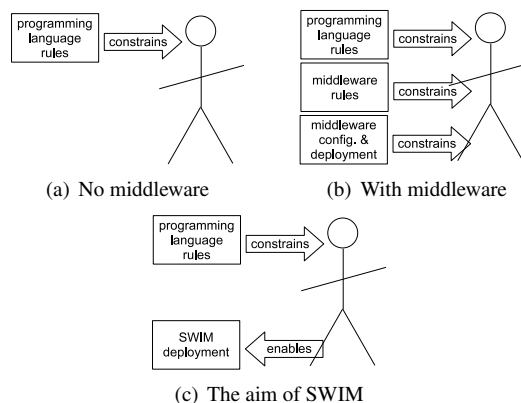 programming
language
rules
constrains
(a) No middleware
programming
language
rules
constrains
middleware
rules
constrains
middleware
config. &
deployment
constrains
(b) With middleware
programming
language
rules
constrains
SWIM
deployment
enables
(c) The aim of SWIM